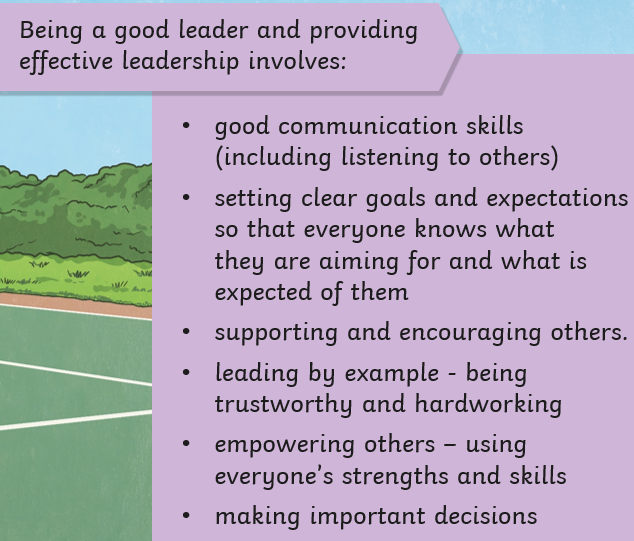 Being a good leader and providing
effective leadership involves:
• good communication skills
(including listening to others)
• setting clear goals and expectations
so that everyone knows what
they are aiming for and what is
expected of them
• supporting and encouraging others.
• leading by example - being
trustworthy and hardworking
• empowering others – using
everyone's strengths and skills
• making important decisions